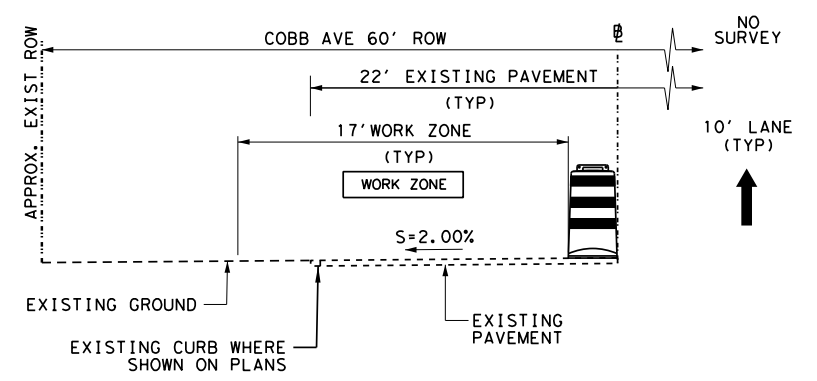 COBB AVE 60' ROW
NO
SURVEY
22' EXISTING PAVEMENT
(TYP)
17'WORK ZONE
(TYP)
WORK ZONE
10' LANE
(TYP)
S=2.00%
APPROX. EXIST ROW
EXISTING GROUND
EXISTING CURB WHERE
SHOWN ON PLANS
EXISTING
PAVEMENT